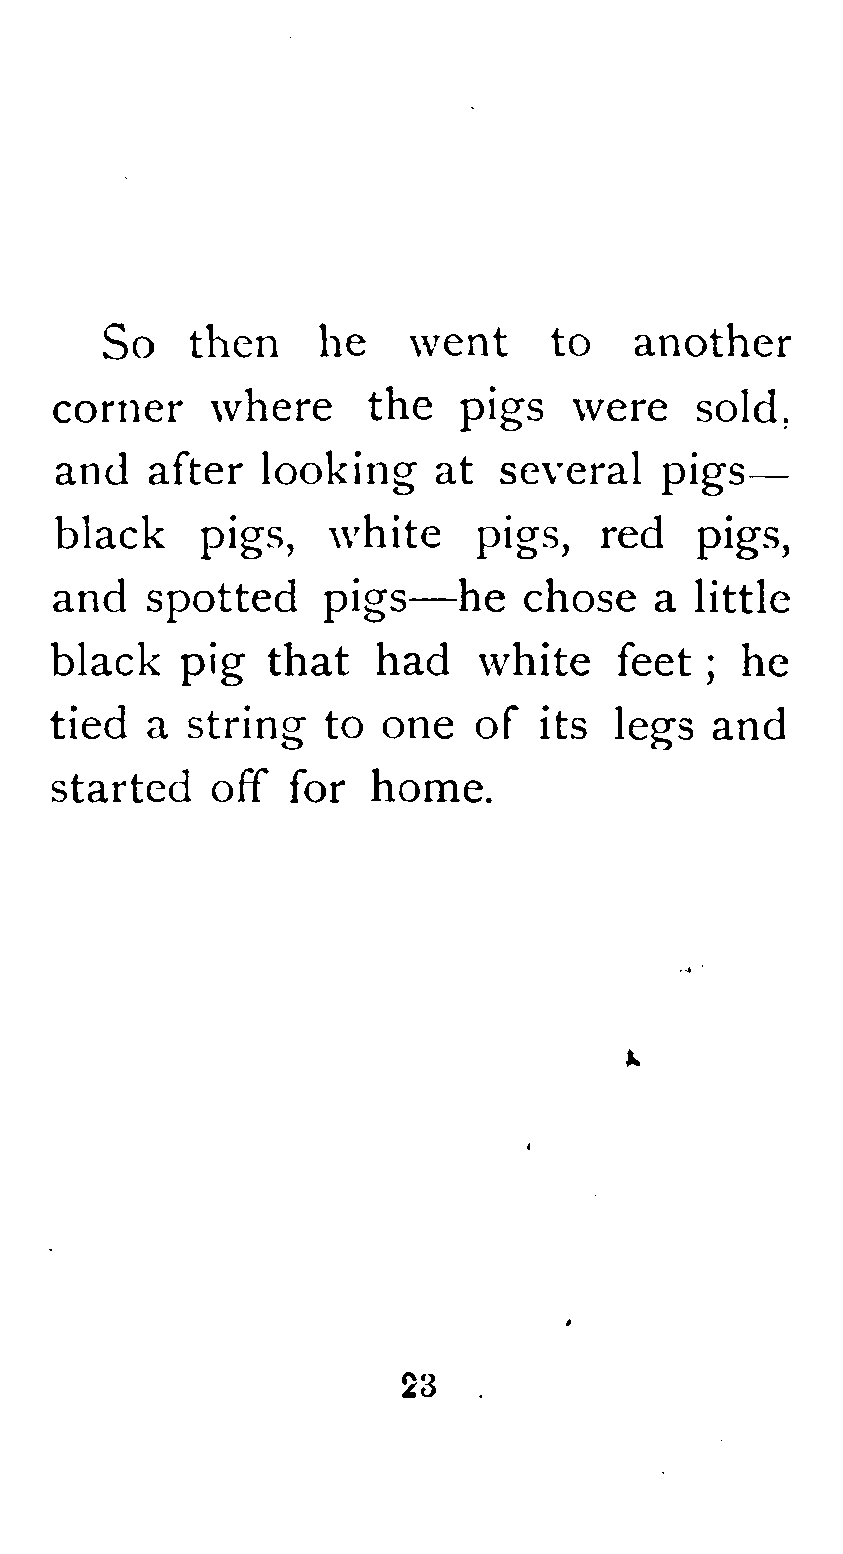 So then he went to another
corner where the pigs were sold,
and after looking at several pigs—
black pigs, white pigs, red pigs,
and spotted pigs—he chose a little
black pig that had white feet ; he
tied a string to one of its legs and
started off for home.
23